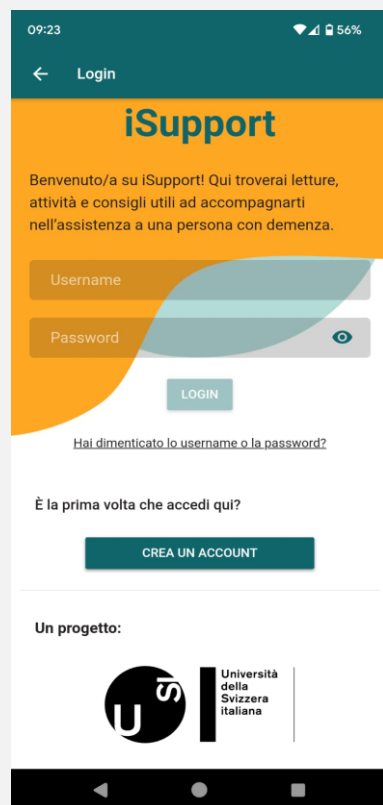 09:23
56%
Login
iSupport
Benvenuto/a su iSupport! Qui troverai letture,
attività e consigli utili ad accompagnarti
nell'assistenza a una persona con demenza.
Username
Password
LOGIN
Hai dimenticato lo username o la password?
È la prima volta che accedi qui?
CREA UN ACCOUNT
Un progetto:
U
SI
Università
della
Svizzera
italiana